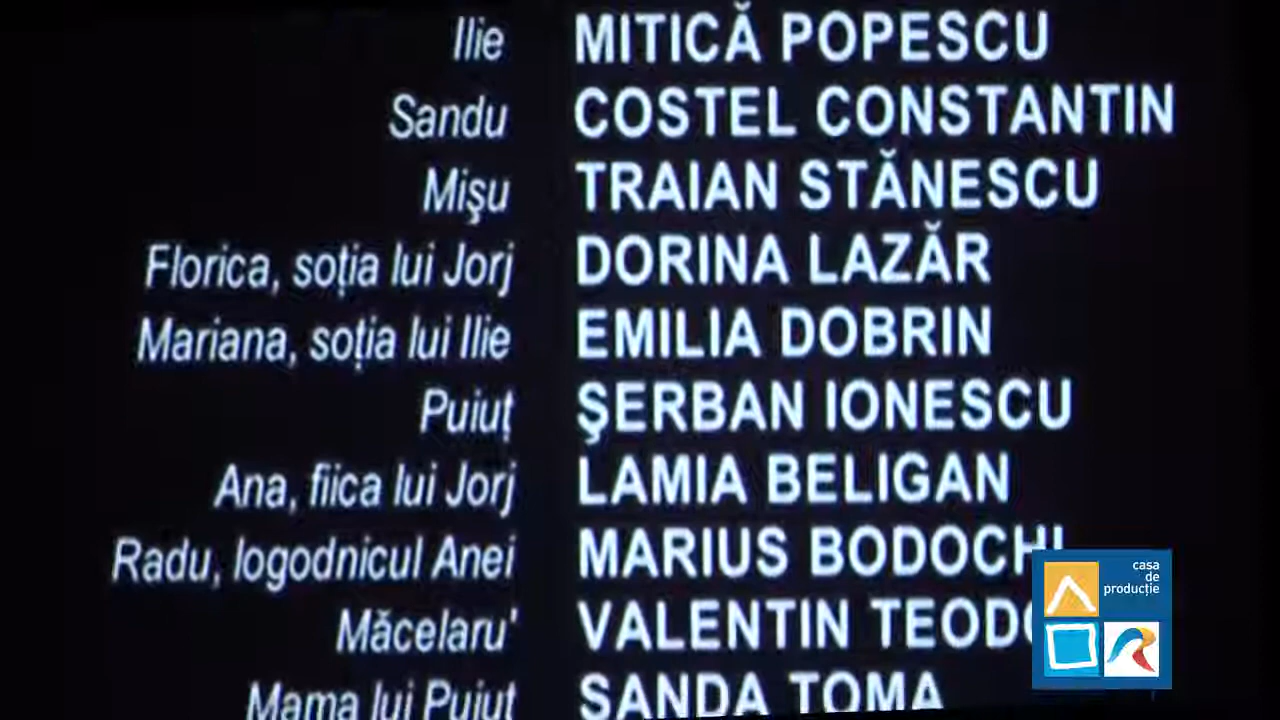 Ilie MITICĂ POPESCU
Sandu COSTEL CONSTANTIN
Mişu TRAIAN STĂNESCU
Florica, soţia lui Jorj DORINA LAZĂR
Mariana, soţia lui Ilie EMILIA DOBRIN
Puiuţ ŞERBAN IONESCU
Ana, fiica lui Jorj LAMIA BELIGAN
Radu, logodnicul Anei MARIUS BODOCHI
Măcelaru' VALENTIN
Mama lui Puiuţ SANDA TOMA
casa
de
producţie